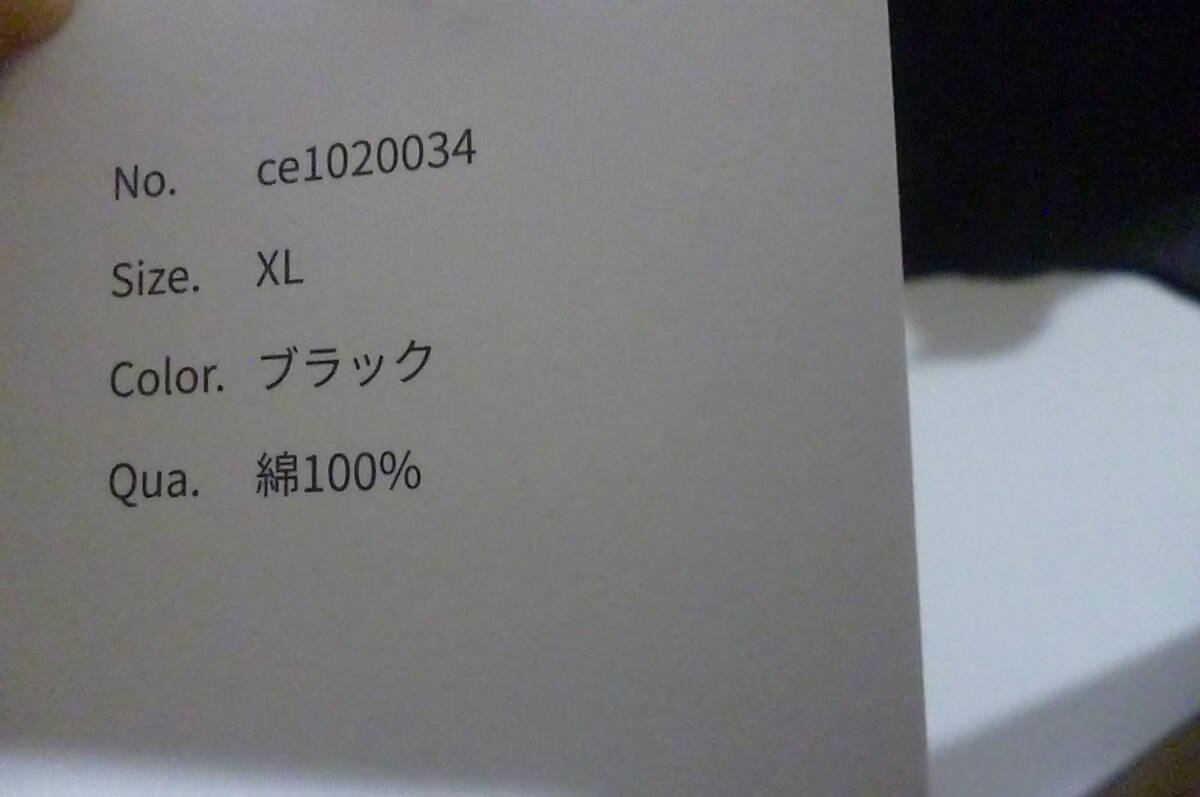 No. ce1020034
Size. XL
Color. ブラック
Qua. 綿100%